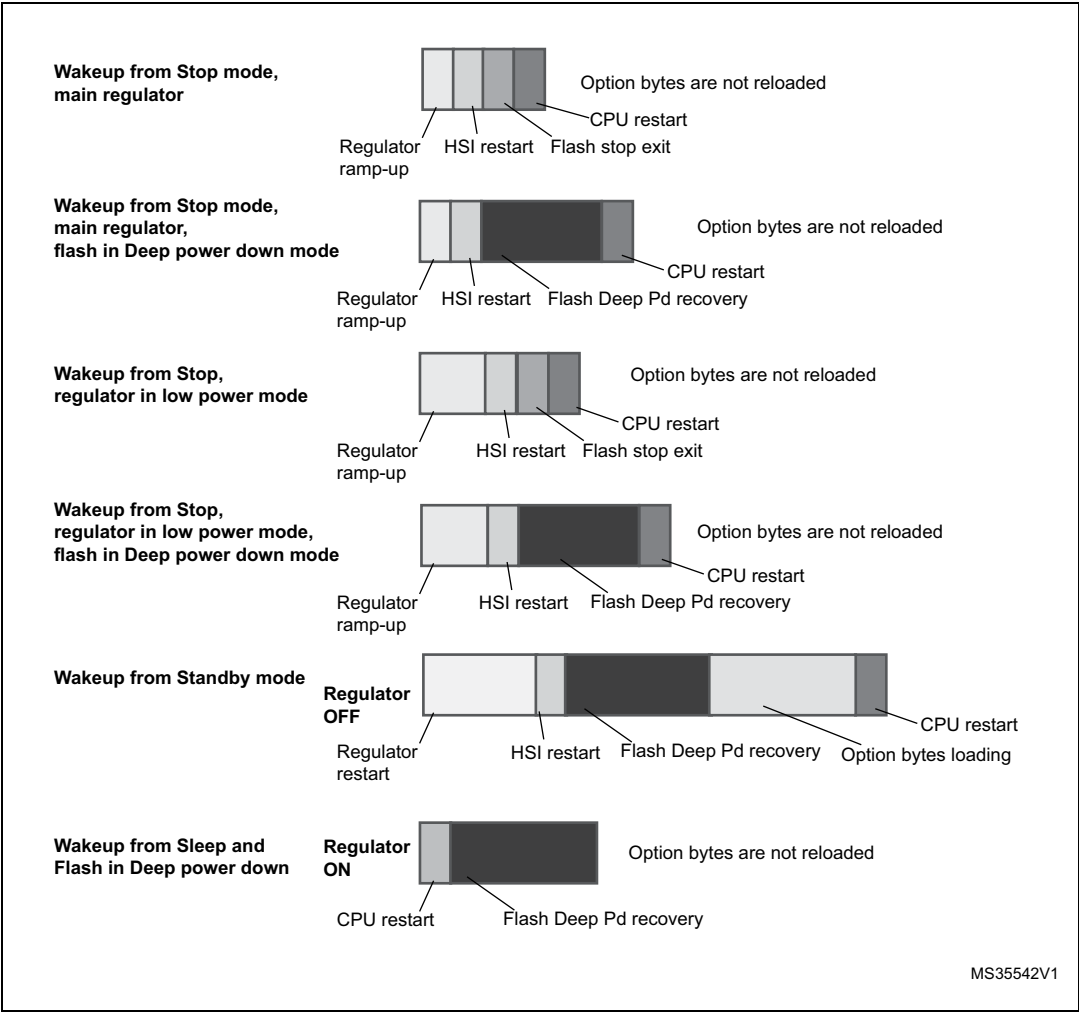 Wakeup from Stop mode,
main regulator
Option bytes are not reloaded
CPU restart
Regulator
ramp-up
HSI restart
Flash stop exit
Wakeup from Stop mode,
main regulator,
flash in Deep power down mode
Option bytes are not reloaded
CPU restart
Regulator
ramp-up
HSI restart
Flash Deep Pd recovery
Wakeup from Stop,
regulator in low power mode
Option bytes are not reloaded
CPU restart
Regulator
ramp-up
HSI restart
Flash stop exit
Wakeup from Stop,
regulator in low power mode,
flash in Deep power down mode
Option bytes are not reloaded
CPU restart
Regulator
ramp-up
HSI restart
Flash Deep Pd recovery
Wakeup from Standby mode
Regulator
OFF
CPU restart
Regulator
restart
HSI restart
Flash Deep Pd recovery
Option bytes loading
Wakeup from Sleep and
Flash in Deep power down
Regulator
ON
Option bytes are not reloaded
CPU restart
Flash Deep Pd recovery
MS35542V1